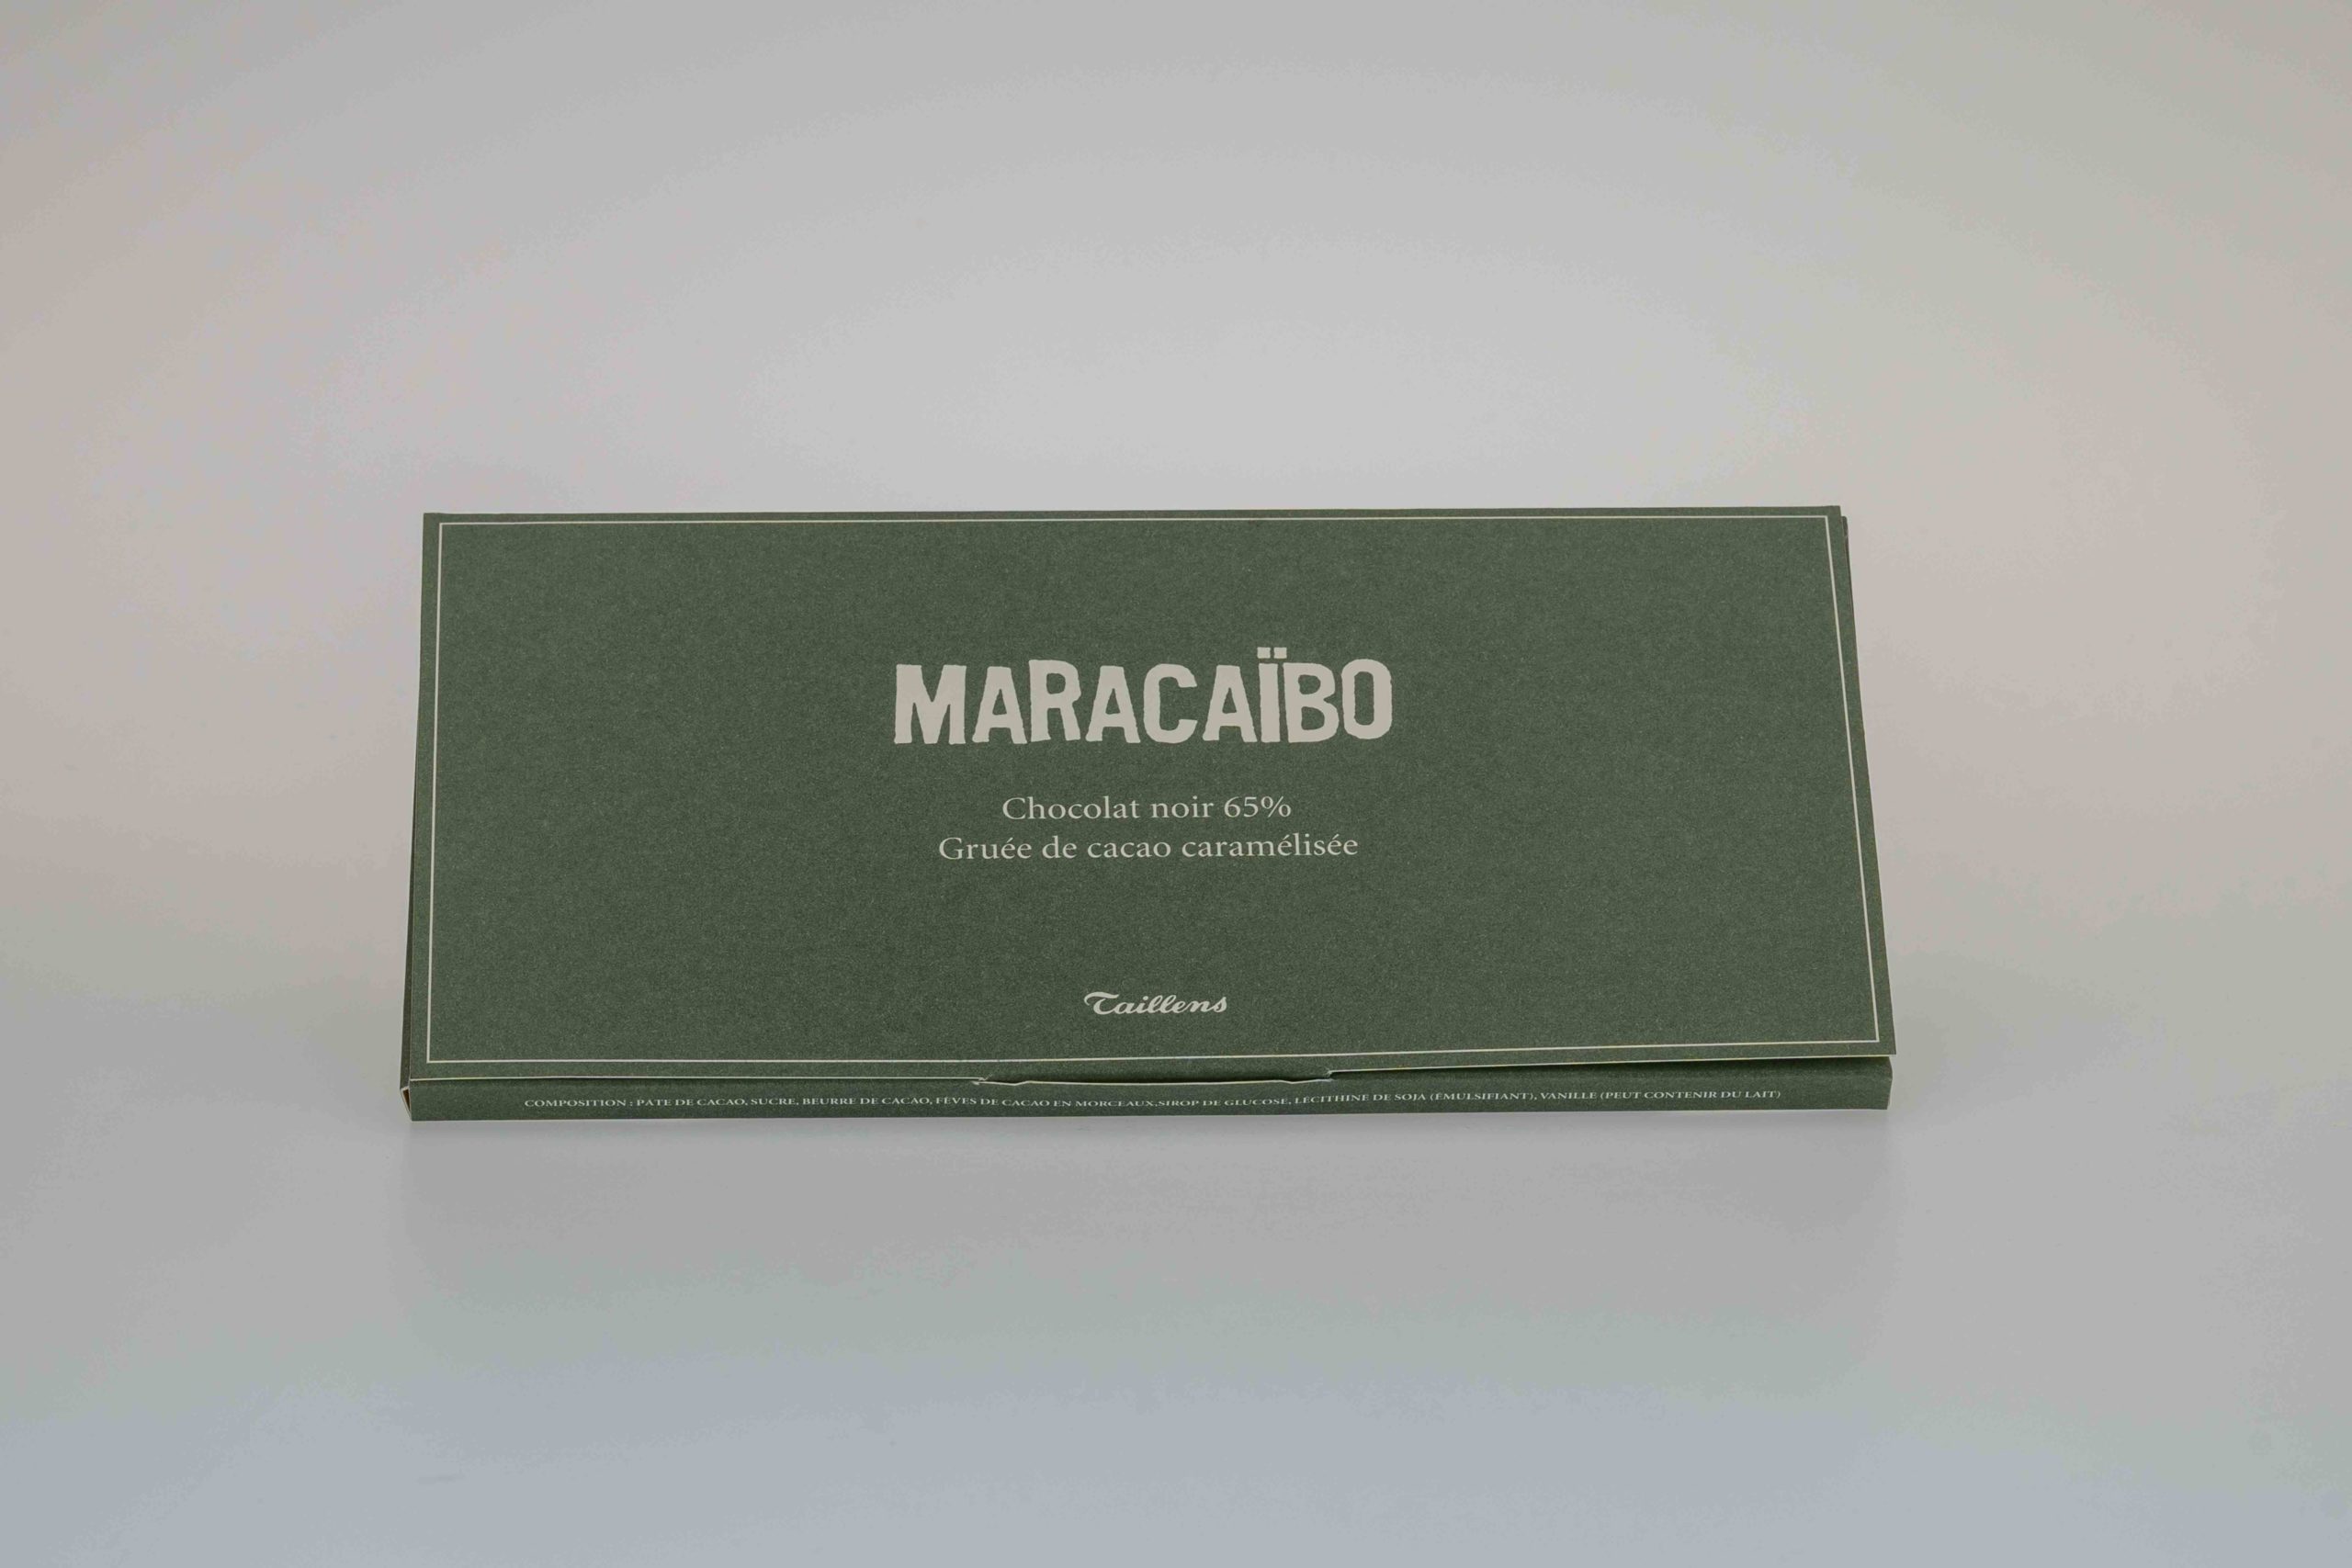 MARACAÏBO
Chocolat noir 65%
Gruée de cacao caramélisée
Taillens
COMPOSITION : PATE DE CACAO, SUCRE, BEURRE DE CACAO, FÈVES DE CACAO EN MORCEAUX,SIROP DE GLUCOSE, LÉCITHINE DE SOJA (ÉMULSIFIANT), VANILLE (PEUT CONTENIR DU LAIT)